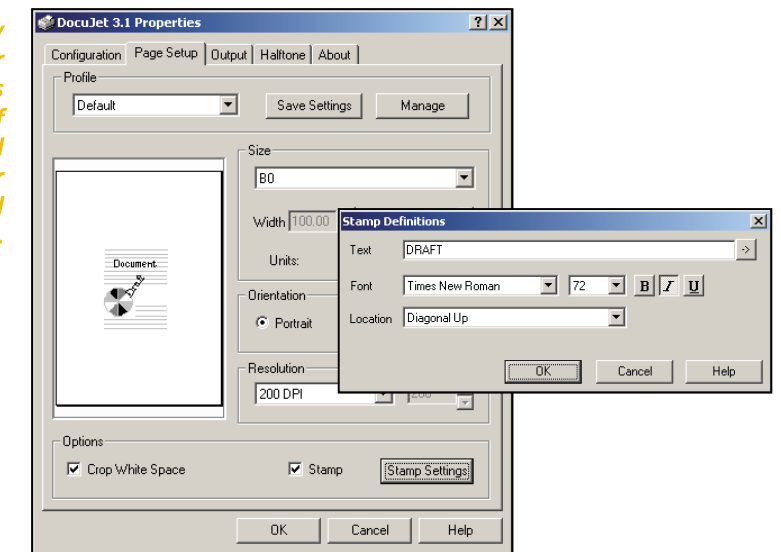 DocuJet 3.1 Properties
Configuration Page Setup Output Halftone About
Profile
Default Save Settings Manage
Size
B0
Width 100.00
Units:
Document
Draft
Orientation
Portrait
Resolution
200 DPI 200
Options
Crop White Space Stamp Stamp Settings
OK Cancel Help
Stamp Definitions
Text DRAFT ->
Font Times New Roman 72 B I U
Location Diagonal Up
OK Cancel Help